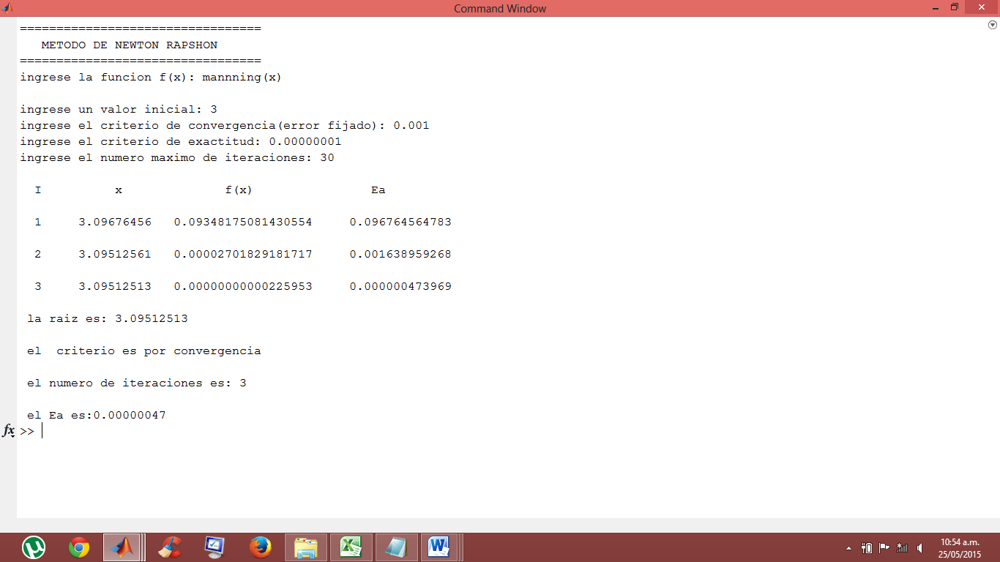 Command Window
=================================
METODO DE NEWTON RAPSHON
=================================
ingrese la funcion f(x): mannning(x)
ingrese un valor inicial: 3
ingrese el criterio de convergencia(error fijado): 0.001
ingrese el criterio de exactitud: 0.00000001
ingrese el numero maximo de iteraciones: 30
I x f(x) Ea
1 3.09676456 0.09348175081430554 0.096764564783
2 3.09512561 0.00002701829181717 0.001638959268
3 3.09512513 0.00000000000225953 0.000000473969
la raiz es: 3.09512513
el  criterio es por convergencia
el numero de iteraciones es: 3
el Ea es:0.00000047
fx >>
10:54 a.m.
25/05/2015